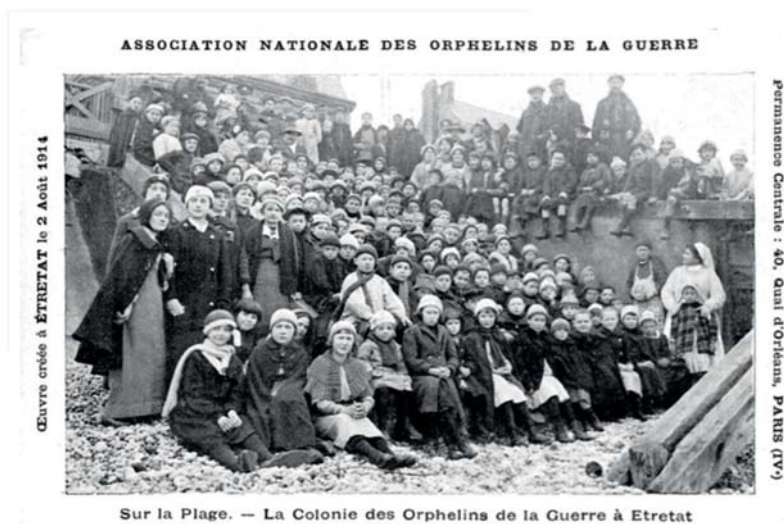 ASSOCIATION NATIONALE DES ORPHELINS DE LA GUERRE
Œuvre créée à ÉTRETAT le 2 Août 1914
Permanence Centrale : 40, Quai d'Orléans, PARIS (IVe)
Sur la Plage. — La Colonie des Orphelins de la Guerre à Etretat